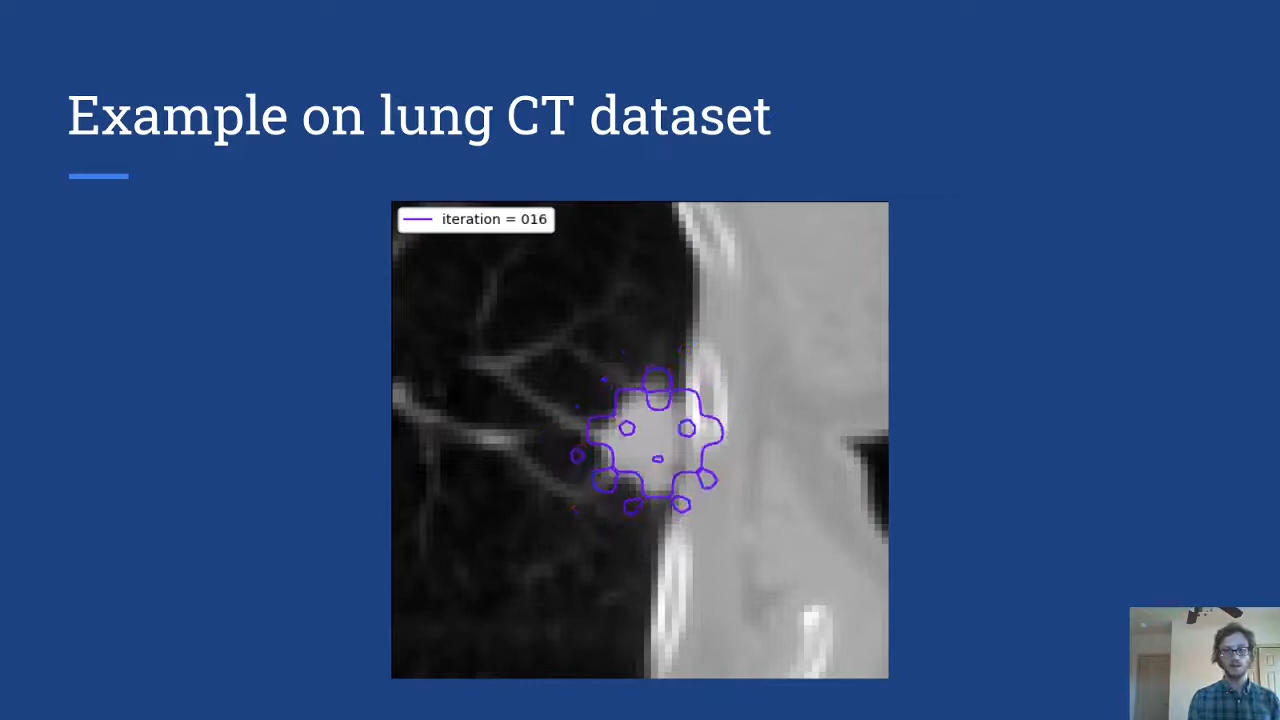 Example on lung CT dataset
iteration = 016